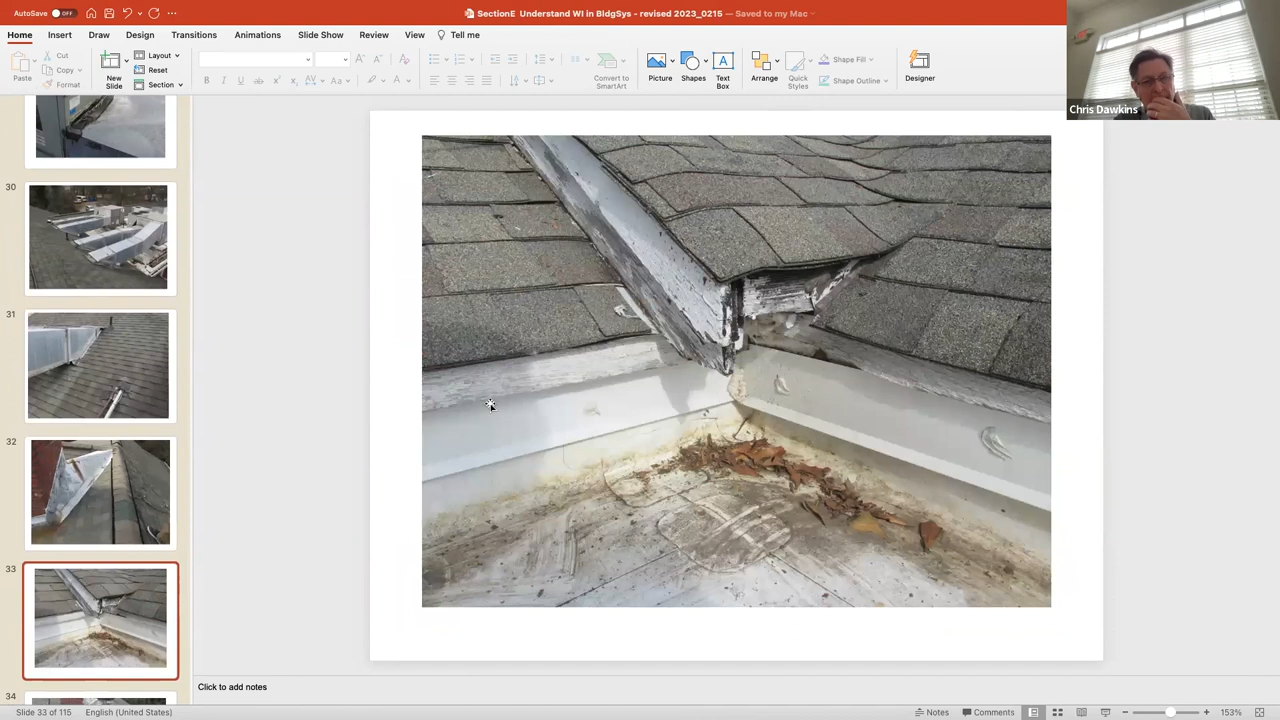 AutoSave OFF
SectionE Understand WI in BldgSys - revised 2023_0215 — Saved to my Mac
Home Insert Draw Design Transitions Animations Slide Show Review View Tell me
Paste
Cut
Copy
Format
New Slide
Layout
Reset
Section
B I U ab
Convert to SmartArt
Picture
Shapes
Text Box
Arrange
Quick Styles
Shape Fill
Shape Outline
Designer
Chris Dawkins
30
31
32
33
34
Click to add notes
Slide 33 of 115 English (United States) Notes Comments 153%